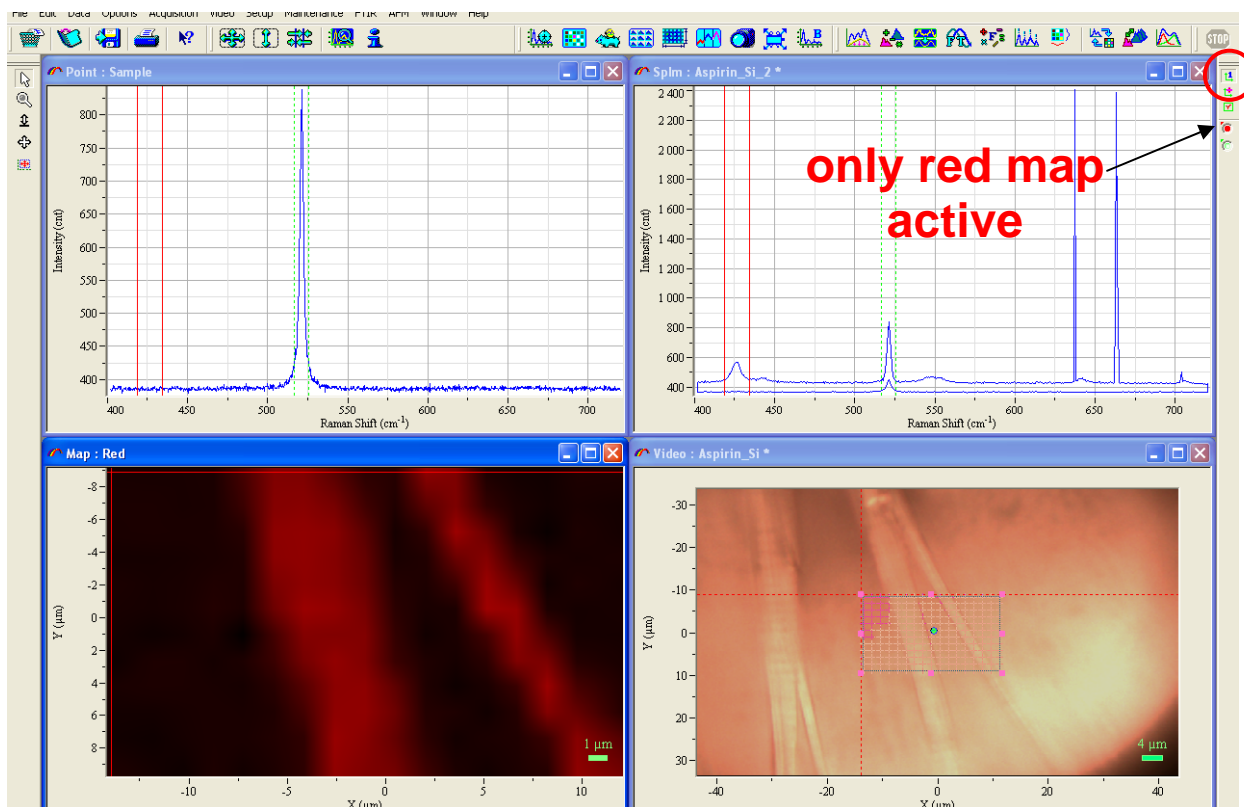 File Edit Data Options Acquisition Video Setup Maintenance FTIR AFM Window Help
STOP
Point : Sample
800
750
700
650
600
550
500
450
400
Intensity (cnt)
400 450 500 550 600 650 700
Raman Shift (cm-1)
SpIm : Aspirin_Si_2 *
2 400
2 200
2 000
1 800
1 600
1 400
1 200
1 000
800
600
400
Intensity (cnt)
400 450 500 550 600 650 700
Raman Shift (cm-1)
only red map
active
Map : Red
-8
-6
-4
-2
0
2
4
6
8
Y (µm)
1 µm
-10 -5 0 5 10
X (µm)
Video : Aspirin_Si *
-30
-20
-10
0
10
20
30
Y (µm)
4 µm
-40 -20 0 20 40
X (µm)